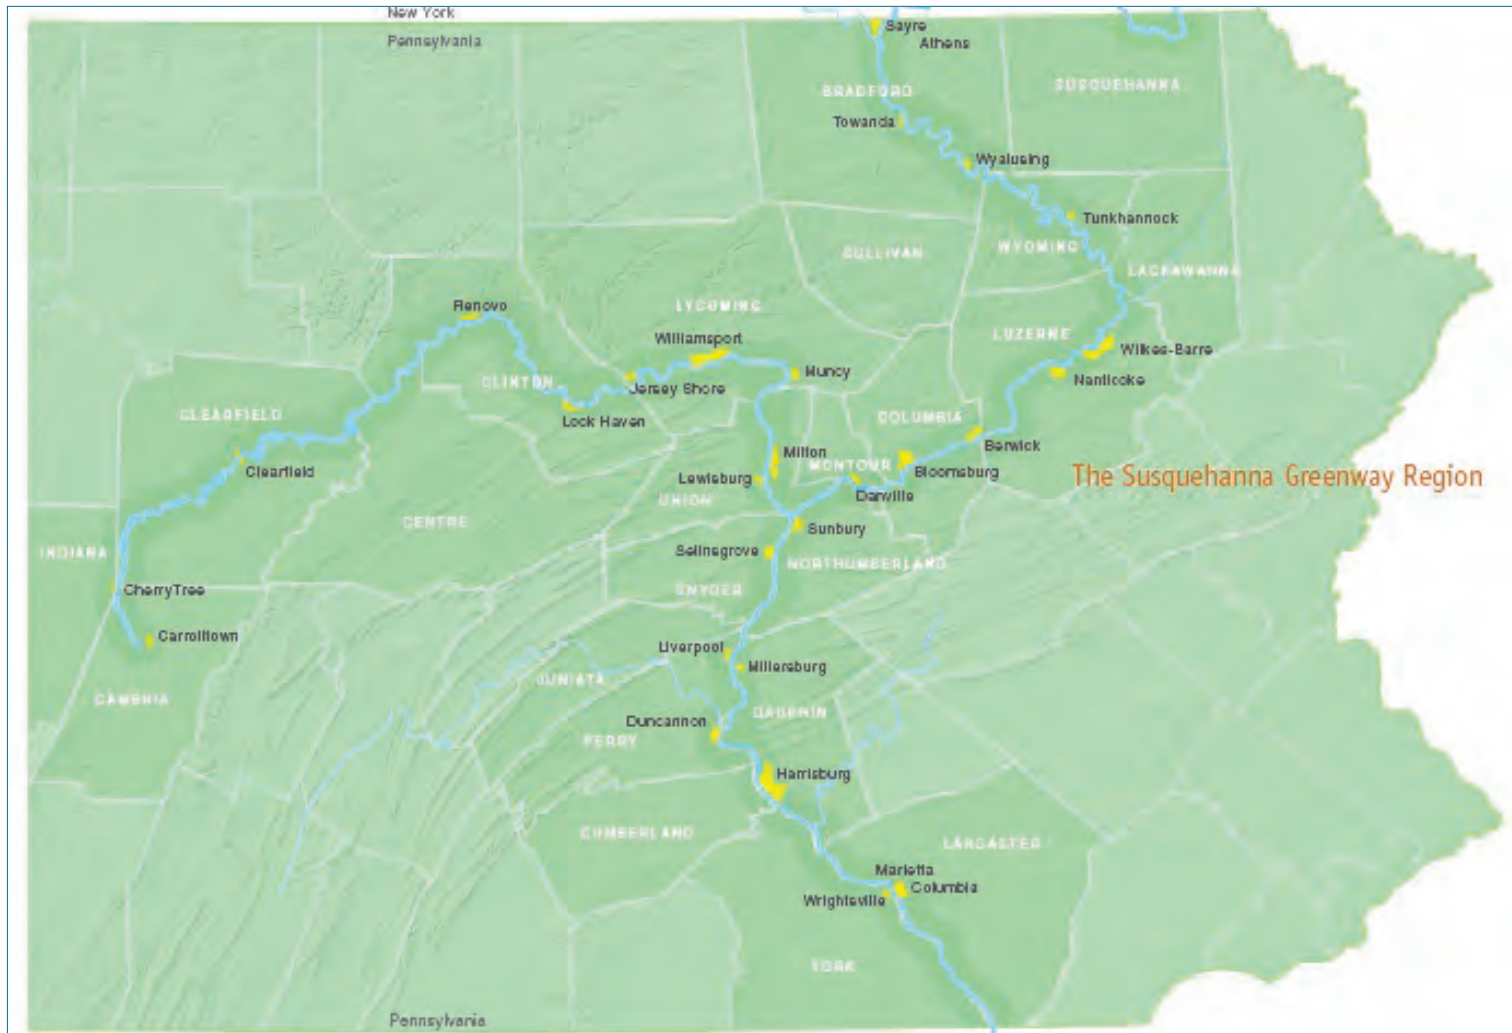 New York
Pennsylvania
Sayre
Athens
BRADFORD
SUSQUEHANNA
Towanda
Wyalusing
Tunkhannock
WYOMING
SULLIVAN
LACKAWANNA
Renovo
LYCOMING
Williamsport
LUZERNE
Wilkes-Barre
Muncy
Nanticoke
CLINTON
Jersey Shore
CLEARFIELD
Lock Haven
COLUMBIA
Berwick
Milton
MONTOUR
Bloomsburg
Clearfield
Lewisburg
The Susquehanna Greenway Region
Danville
UNION
CENTRE
Sunbury
INDIANA
Selinsgrove
NORTHUMBERLAND
CherryTree
SNYDER
Carrolltown
Liverpool
Millersburg
JUNIATA
CAMBRIA
DAUPHIN
Duncannon
PERRY
Harrisburg
CUMBERLAND
LANCASTER
Marietta
Columbia
Wrightsville
YORK
Pennsylvania